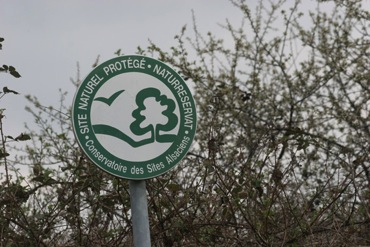 SITE NATUREL PROTÉGÉ • NATURRESERVAT •
Conservatoire des Sites Alsaciens